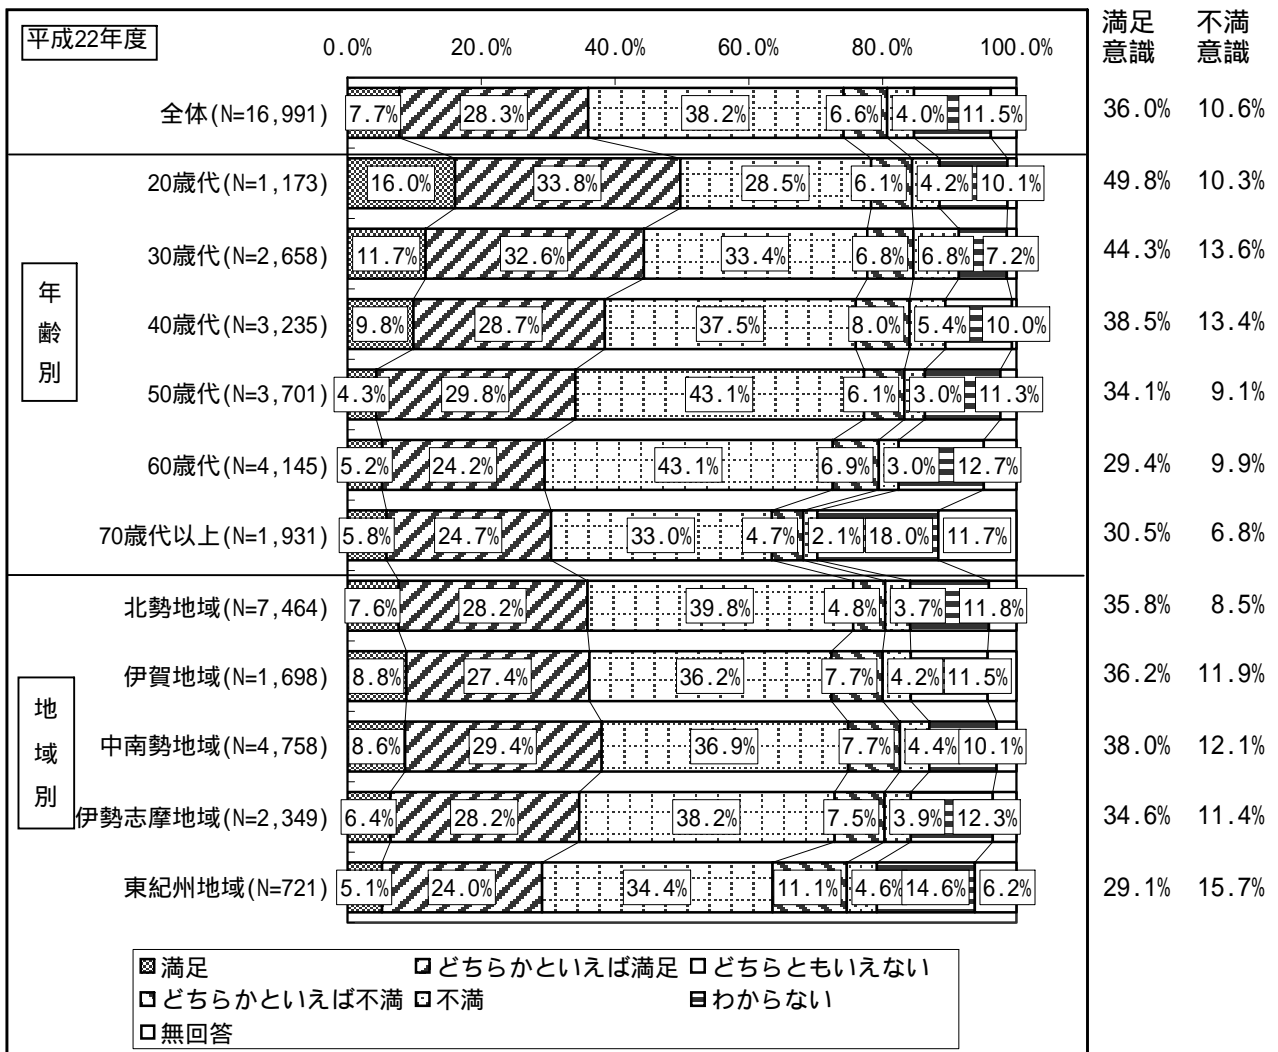 満足 不満
意識 意識
平成22年度
0.0% 20.0% 40.0% 60.0% 80.0% 100.0%
全体(N=16,991) 7.7% 28.3% 38.2% 6.6% 4.0% 11.5% 36.0% 10.6%
20歳代(N=1,173) 16.0% 33.8% 28.5% 6.1% 4.2% 10.1% 49.8% 10.3%
30歳代(N=2,658) 11.7% 32.6% 33.4% 6.8% 6.8% 7.2% 44.3% 13.6%
40歳代(N=3,235) 9.8% 28.7% 37.5% 8.0% 5.4% 10.0% 38.5% 13.4%
50歳代(N=3,701) 4.3% 29.8% 43.1% 6.1% 3.0% 11.3% 34.1% 9.1%
60歳代(N=4,145) 5.2% 24.2% 43.1% 6.9% 3.0% 12.7% 29.4% 9.9%
70歳代以上(N=1,931) 5.8% 24.7% 33.0% 4.7% 2.1% 18.0% 11.7% 30.5% 6.8%
年齢別
北勢地域(N=7,464) 7.6% 28.2% 39.8% 4.8% 3.7% 11.8% 35.8% 8.5%
伊賀地域(N=1,698) 8.8% 27.4% 36.2% 7.7% 4.2% 11.5% 36.2% 11.9%
中南勢地域(N=4,758) 8.6% 29.4% 36.9% 7.7% 4.4% 10.1% 38.0% 12.1%
伊勢志摩地域(N=2,349) 6.4% 28.2% 38.2% 7.5% 3.9% 12.3% 34.6% 11.4%
東紀州地域(N=721) 5.1% 24.0% 34.4% 11.1% 4.6% 14.6% 6.2% 29.1% 15.7%
地域別
満足 どちらかといえば満足 どちらともいえない
どちらかといえば不満 不満 わからない
無回答